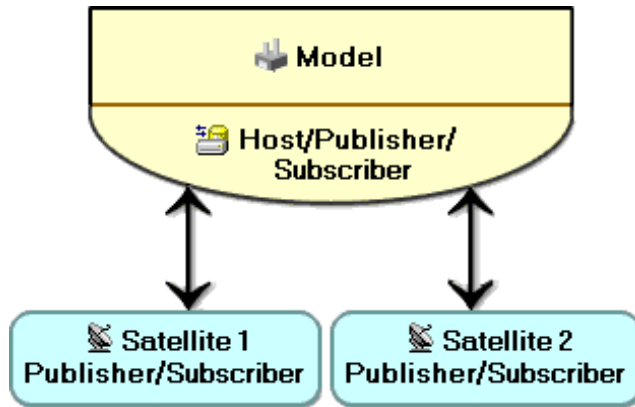 Model
Host/Publisher/
Subscriber
Satellite 1
Publisher/Subscriber
Satellite 2
Publisher/Subscriber